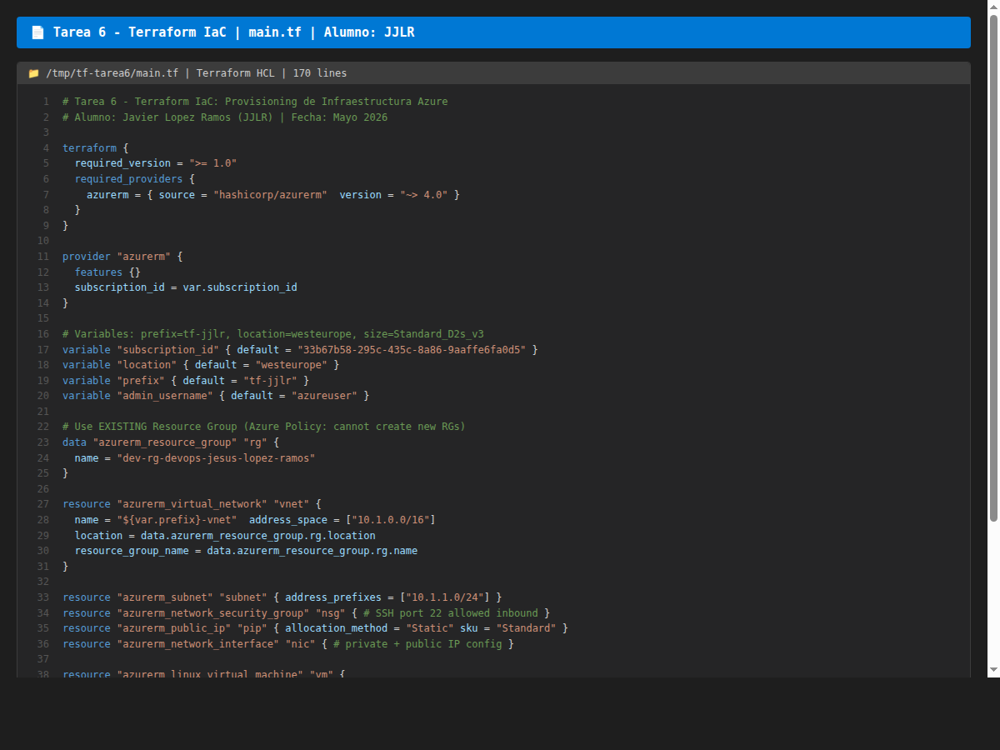 📄 Tarea 6 - Terraform IaC | main.tf | Alumno: JJLR
📁 /tmp/tf-tarea6/main.tf | Terraform HCL | 170 lines
1 # Tarea 6 - Terraform IaC: Provisioning de Infraestructura Azure
2 # Alumno: Javier Lopez Ramos (JJLR) | Fecha: Mayo 2026
3
4 terraform {
5   required_version = ">= 1.0"
6   required_providers {
7     azurerm = { source = "hashicorp/azurerm"  version = "~> 4.0" }
8   }
9 }
10
11 provider "azurerm" {
12   features {}
13   subscription_id = var.subscription_id
14 }
15
16 # Variables: prefix=tf-jjlr, location=westeurope, size=Standard_D2s_v3
17 variable "subscription_id" { default = "33b67b58-295c-435c-8a86-9aaffe6fa0d5" }
18 variable "location" { default = "westeurope" }
19 variable "prefix" { default = "tf-jjlr" }
20 variable "admin_username" { default = "azureuser" }
21
22 # Use EXISTING Resource Group (Azure Policy: cannot create new RGs)
23 data "azurerm_resource_group" "rg" {
24   name = "dev-rg-devops-jesus-lopez-ramos"
25 }
26
27 resource "azurerm_virtual_network" "vnet" {
28   name = "${var.prefix}-vnet"  address_space = ["10.1.0.0/16"]
29   location = data.azurerm_resource_group.rg.location
30   resource_group_name = data.azurerm_resource_group.rg.name
31 }
32
33 resource "azurerm_subnet" "subnet" { address_prefixes = ["10.1.1.0/24"] }
34 resource "azurerm_network_security_group" "nsg" { # SSH port 22 allowed inbound }
35 resource "azurerm_public_ip" "pip" { allocation_method = "Static" sku = "Standard" }
36 resource "azurerm_network_interface" "nic" { # private + public IP config }
37
38 resource "azurerm_linux_virtual_machine" "vm" {